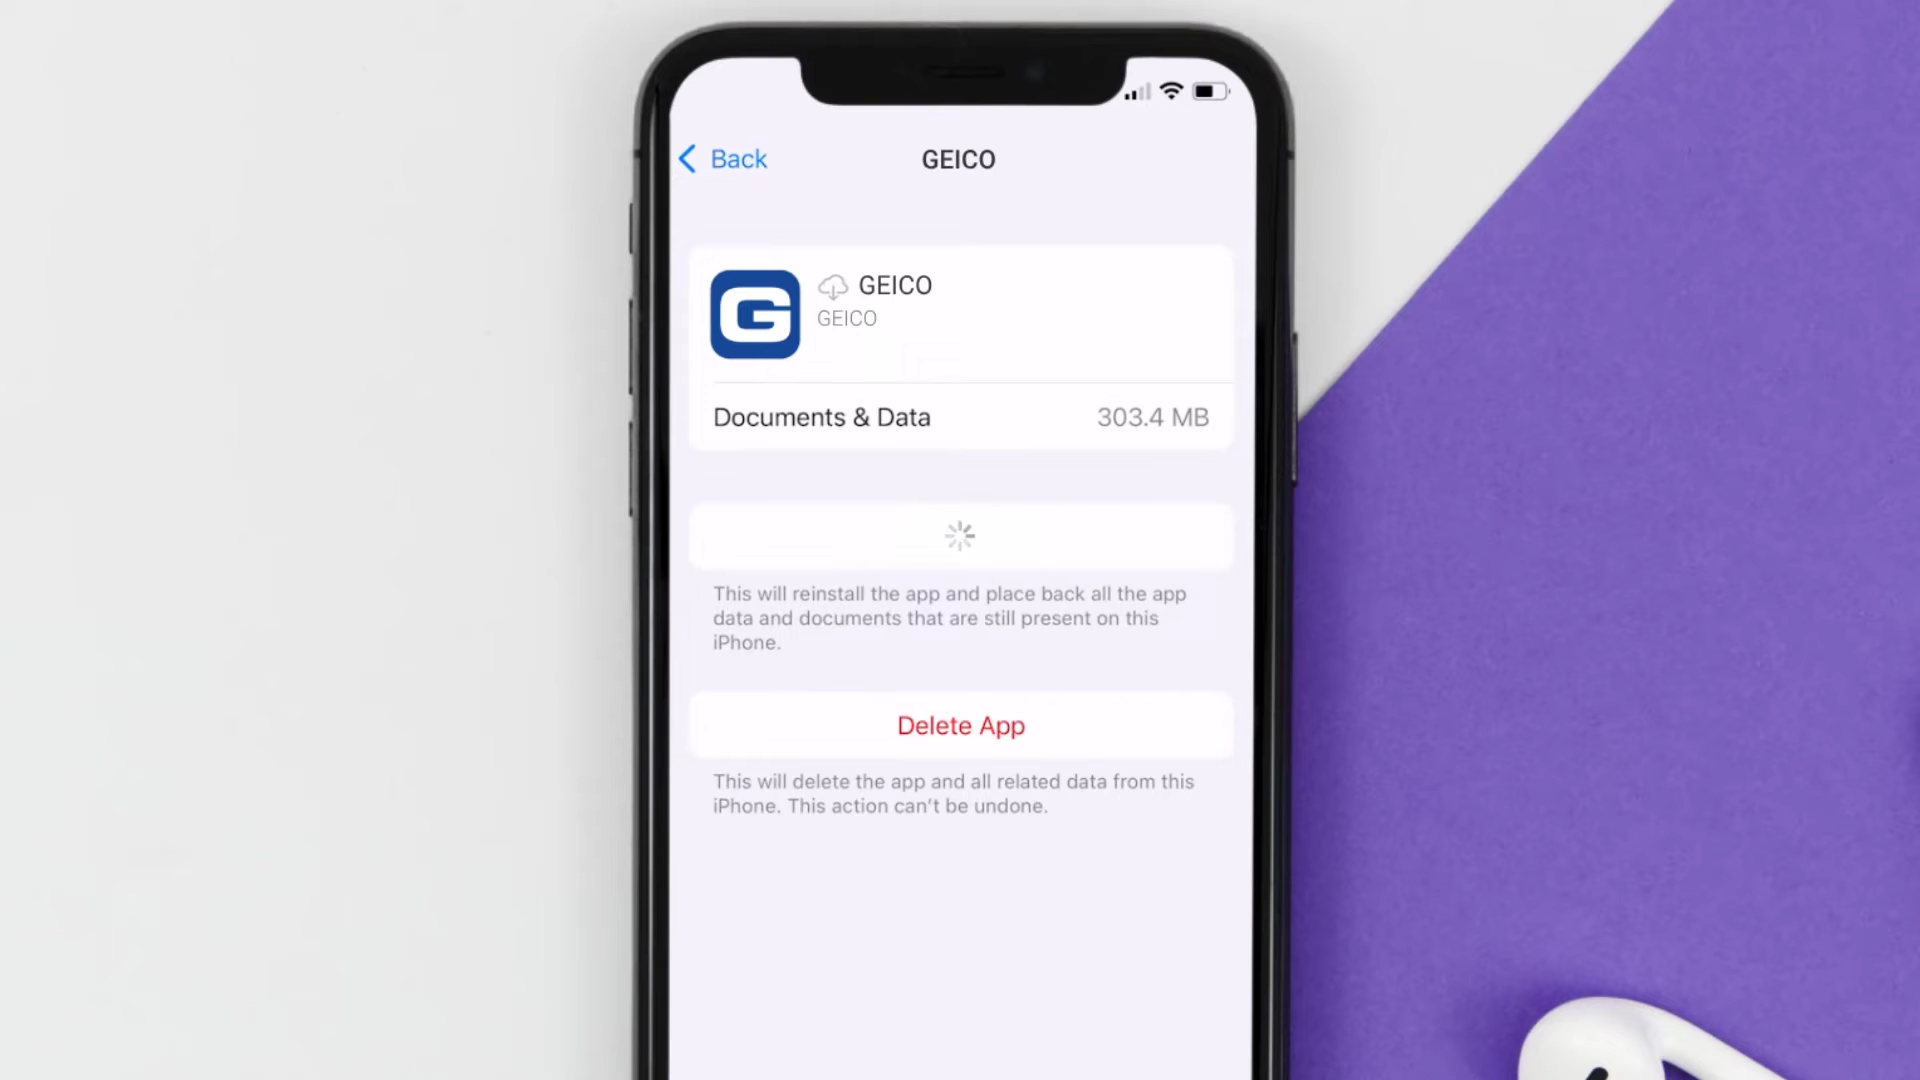 Back
GEICO
G
GEICO
GEICO
Documents & Data
303.4 MB
This will reinstall the app and place back all the app
data and documents that are still present on this
iPhone.
Delete App
This will delete the app and all related data from this
iPhone. This action can’t be undone.